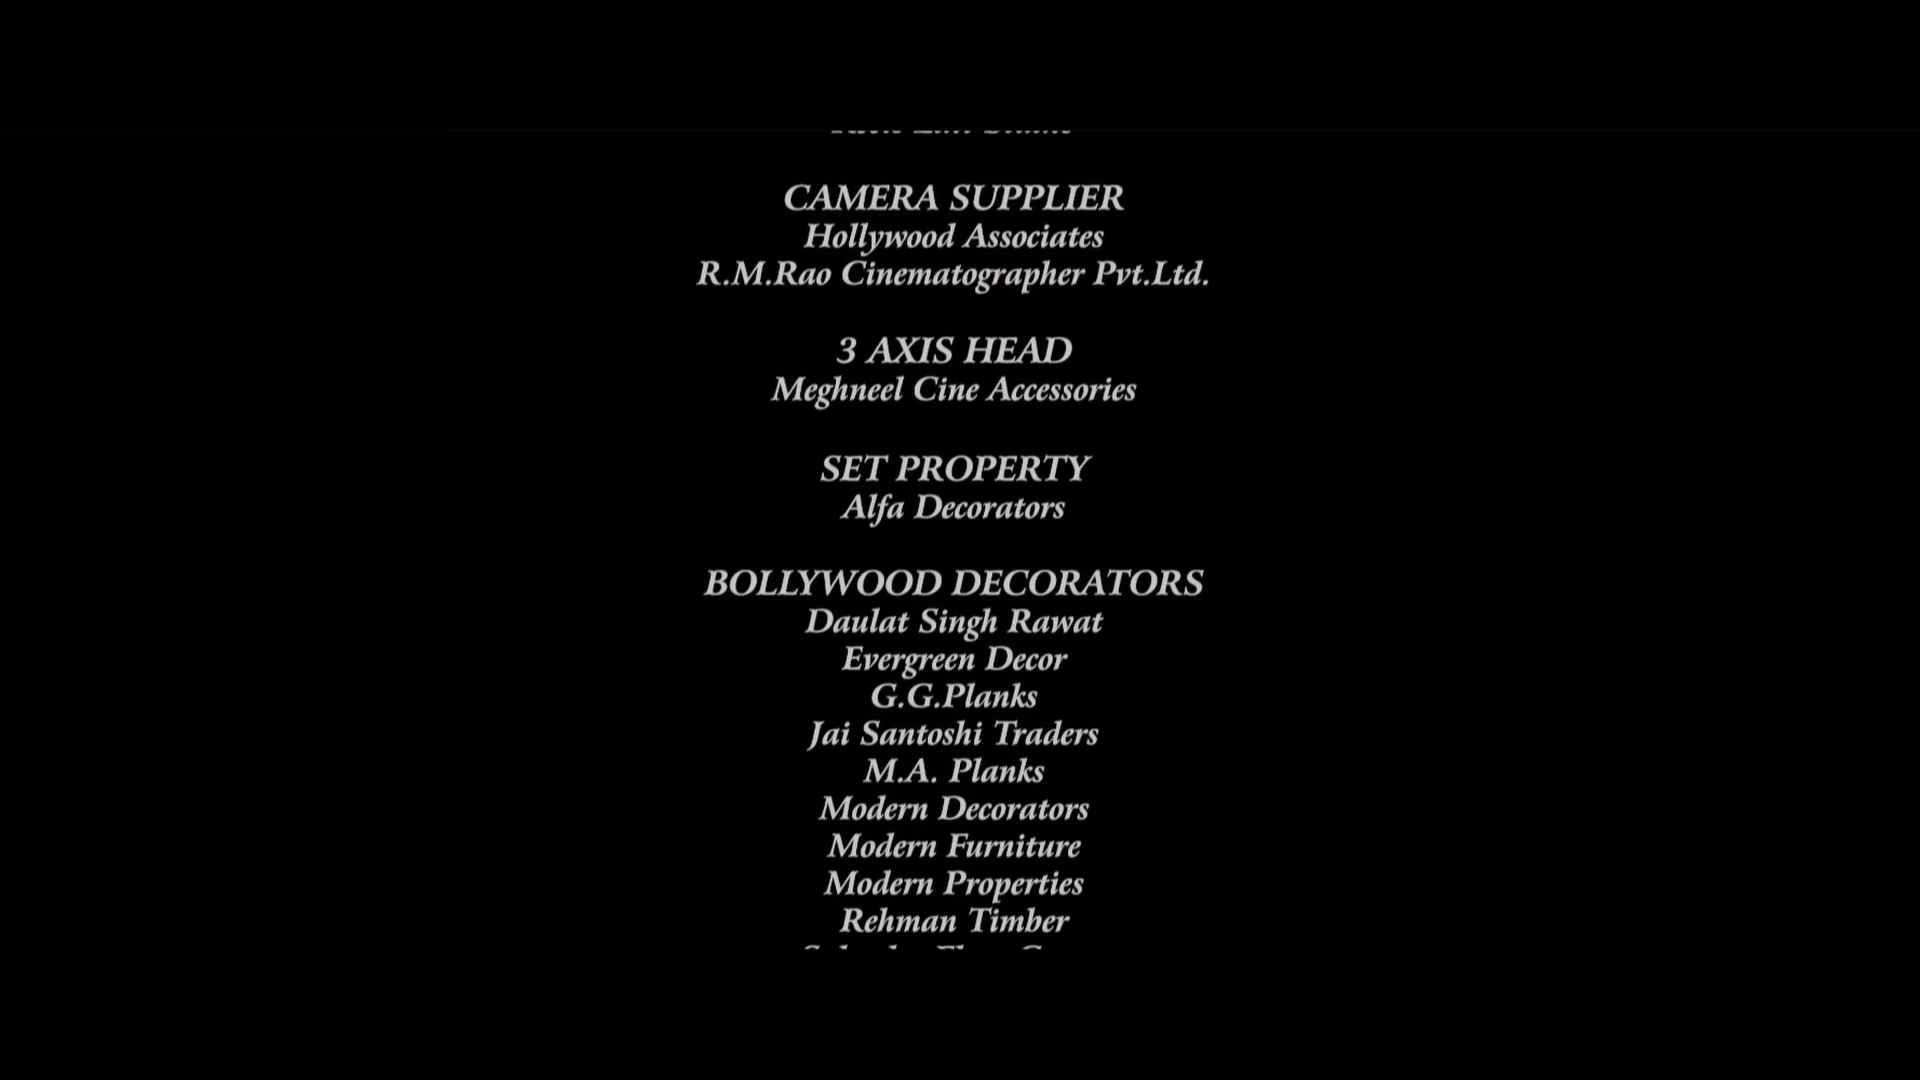 CAMERA SUPPLIER
Hollywood Associates
R.M.Rao Cinematographer Pvt.Ltd.
3 AXIS HEAD
Meghneel Cine Accessories
SET PROPERTY
Alfa Decorators
BOLLYWOOD DECORATORS
Daulat Singh Rawat
Evergreen Decor
G.G.Planks
Jai Santoshi Traders
M.A. Planks
Modern Decorators
Modern Furniture
Modern Properties
Rehman Timber